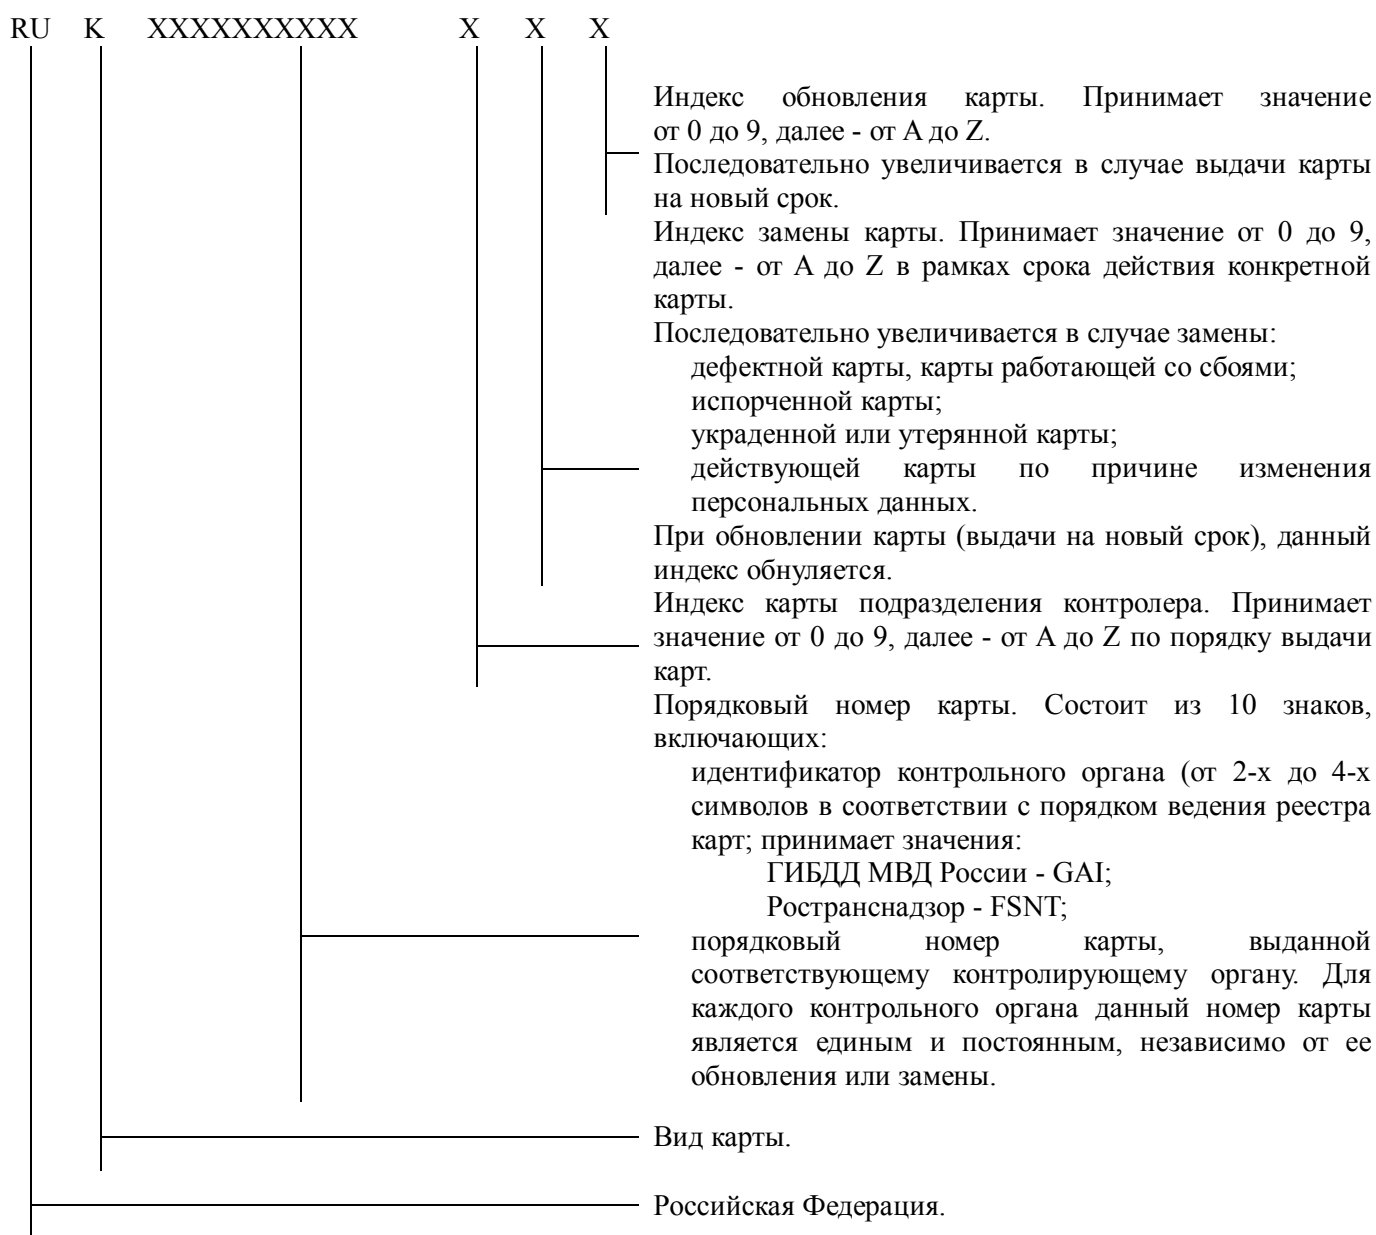 RU K XXXXXXXXXX X X X
Индекс обновления карты. Принимает значение
от 0 до 9, далее - от A до Z.
Последовательно увеличивается в случае выдачи карты
на новый срок.
Индекс замены карты. Принимает значение от 0 до 9,
далее - от A до Z в рамках срока действия конкретной
карты.
Последовательно увеличивается в случае замены:
дефектной карты, карты работающей со сбоями;
испорченной карты;
украденной или утерянной карты;
действующей карты по причине изменения
персональных данных.
При обновлении карты (выдачи на новый срок), данный
индекс обнуляется.
Индекс карты подразделения контролера. Принимает
значение от 0 до 9, далее - от A до Z по порядку выдачи
карт.
Порядковый номер карты. Состоит из 10 знаков,
включающих:
идентификатор контрольного органа (от 2-х до 4-х
символов в соответствии с порядком ведения реестра
карт; принимает значения:
ГИБДД МВД России - GAI;
Ространснадзор - FSNT;
порядковый номер карты, выданной
соответствующему контролирующему органу. Для
каждого контрольного органа данный номер карты
является единым и постоянным, независимо от ее
обновления или замены.
Вид карты.
Российская Федерация.